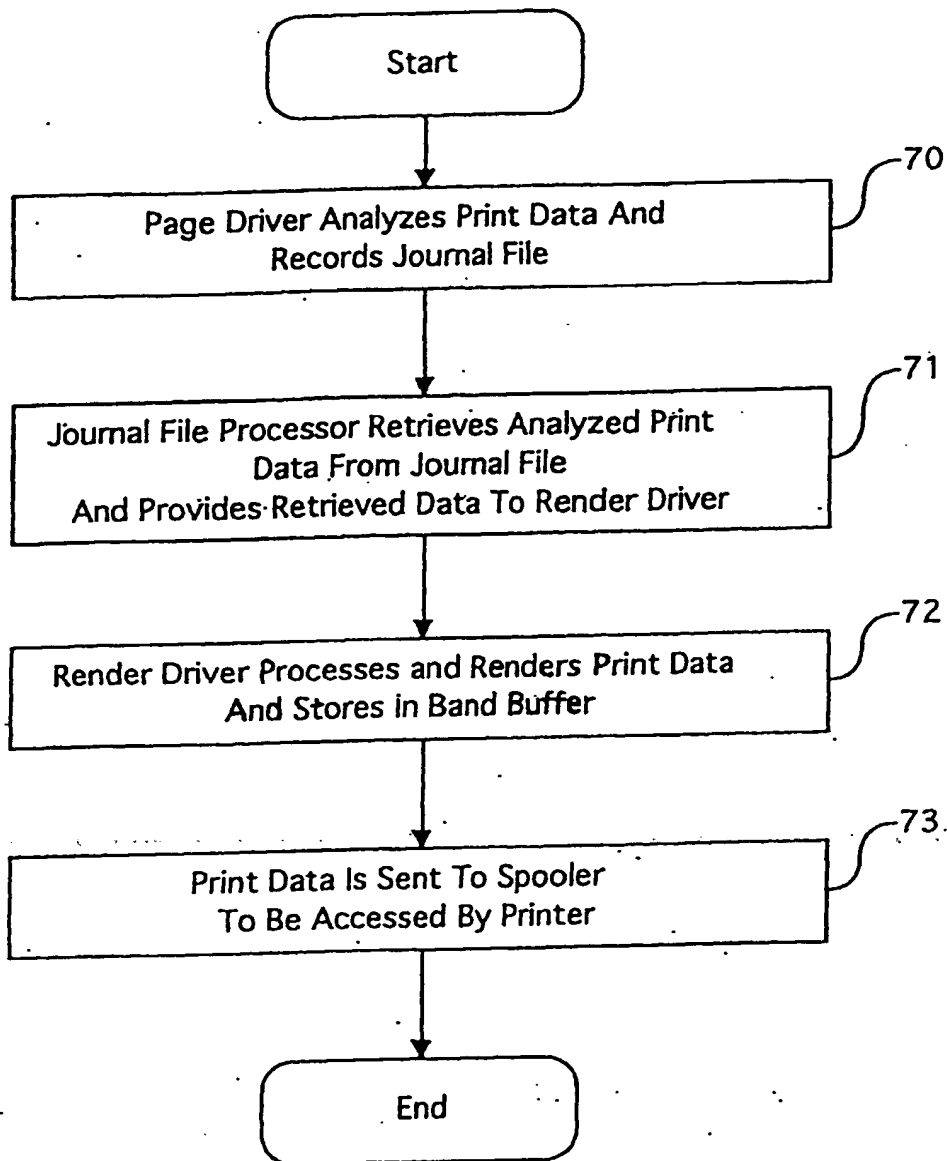 Start
70
Page Driver Analyzes Print Data And
Records Journal File
71
Journal File Processor Retrieves Analyzed Print
Data From Journal File
And Provides Retrieved Data To Render Driver
72
Render Driver Processes and Renders Print Data
And Stores in Band Buffer
73
Print Data Is Sent To Spooler
To Be Accessed By Printer
End